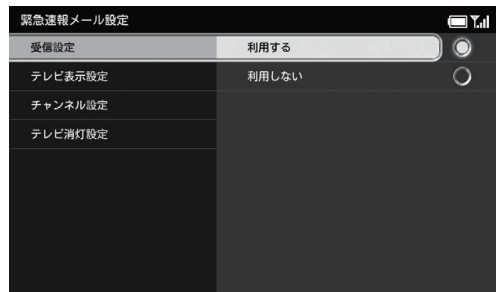 緊急速報メール設定
受信設定
利用する
テレビ表示設定
利用しない
チャンネル設定
テレビ消灯設定